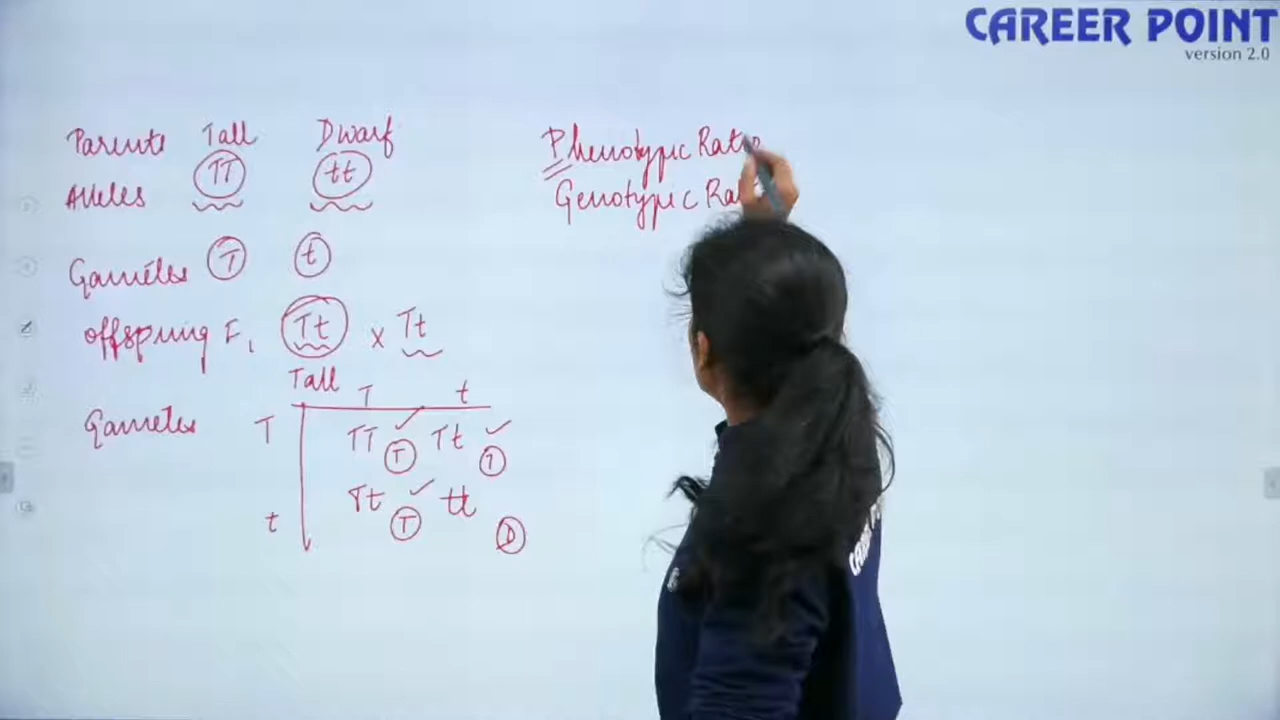 CAREER POINT
version 2.0
Parents Tall Dwarf
Alleles TT tt
Gametes T t
offspring F1 Tt x Tt
Tall
T t
Gametes T TT T Tt T
t Tt T tt D
Phenotypic Ratio
Genotypic Ra